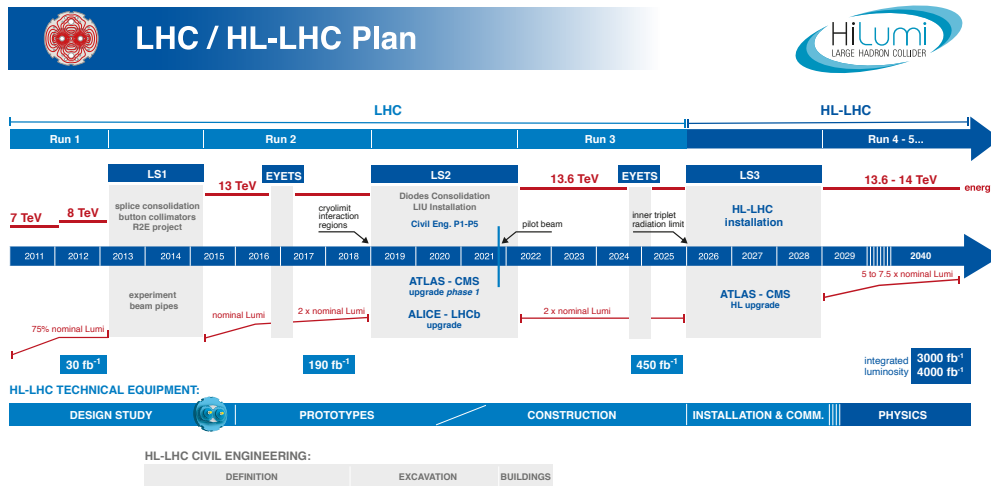 LHC / HL-LHC Plan
HiLumi
LARGE HADRON COLLIDER
LHC
HL-LHC
Run 1
Run 2
Run 3
Run 4 - 5...
LS1
EYETS
LS2
EYETS
LS3
13 TeV
13.6 TeV
13.6 - 14 TeV
energ
7 TeV
8 TeV
splice consolidation
button collimators
R2E project
cryolimit
interaction
regions
Diodes Consolidation
LIU Installation
Civil Eng. P1-P5
pilot beam
inner triplet
radiation limit
HL-LHC
installation
2011
2012
2013
2014
2015
2016
2017
2018
2019
2020
2021
2022
2023
2024
2025
2026
2027
2028
2029
2040
experiment
beam pipes
ATLAS - CMS
upgrade phase 1
ALICE - LHCb
upgrade
ATLAS - CMS
HL upgrade
5 to 7.5 x nominal Lumi
75% nominal Lumi
nominal Lumi
2 x nominal Lumi
2 x nominal Lumi
30 fb-1
190 fb-1
450 fb-1
integrated
luminosity
3000 fb-1
4000 fb-1
HL-LHC TECHNICAL EQUIPMENT:
DESIGN STUDY
PROTOTYPES
CONSTRUCTION
INSTALLATION & COMM.
PHYSICS
HL-LHC CIVIL ENGINEERING:
DEFINITION
EXCAVATION
BUILDINGS